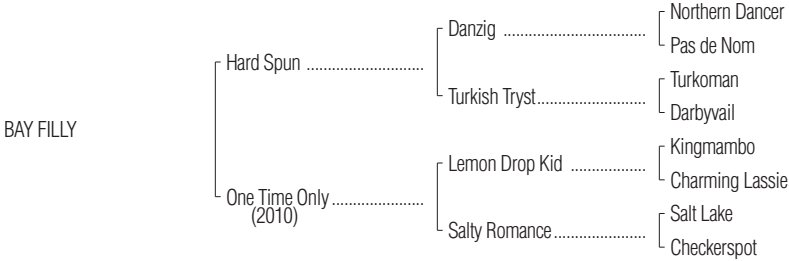 Northern Dancer
Danzig ................................
Pas de Nom
Hard Spun ..........................
Turkoman
Turkish Tryst........................
Darbyvail
BAY FILLY
Kingmambo
Lemon Drop Kid .................
Charming Lassie
One Time Only.....................
(2010)
Salt Lake
Salty Romance.....................
Checkerspot